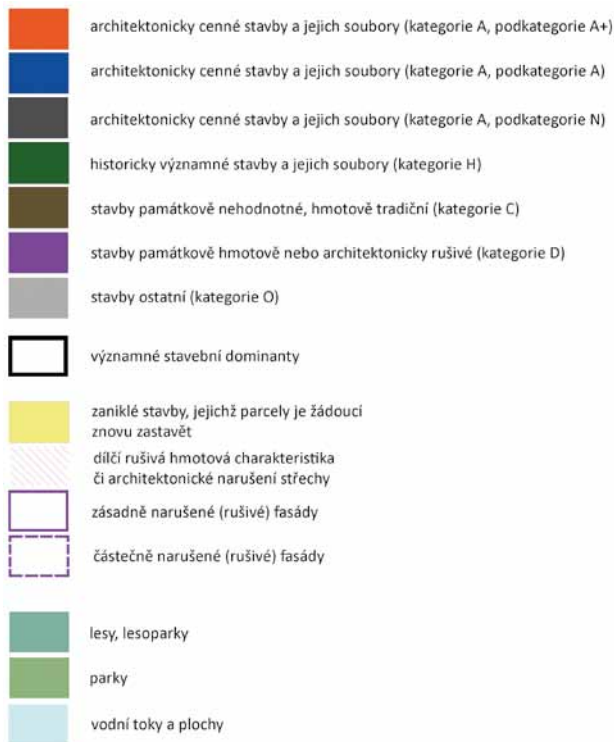 architektonicky cenné stavby a jejich soubory (kategorie A, podkategorie A+)
architektonicky cenné stavby a jejich soubory (kategorie A, podkategorie A)
architektonicky cenné stavby a jejich soubory (kategorie A, podkategorie N)
historicky významné stavby a jejich soubory (kategorie H)
stavby památkově nehodnotné, hmotově tradiční (kategorie C)
stavby památkově hmotově nebo architektonicky rušivé (kategorie D)
stavby ostatní (kategorie O)
významné stavební dominanty
zaniklé stavby, jejichž parcely je žádoucí
znovu zastavět
dílčí rušivá hmotová charakteristika
či architektonické narušení střechy
zásadně narušené (rušivé) fasády
částečně narušené (rušivé) fasády
lesy, lesoparky
parky
vodní toky a plochy